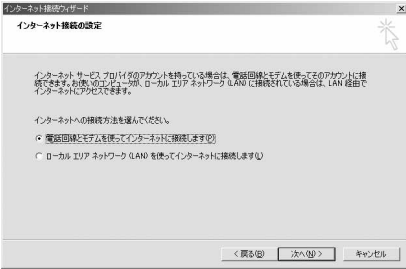 インターネット接続ウィザード
インターネット接続の設定
インターネット サービス プロバイダのアカウントを持っている場合は、電話回線とモデムを使ってそのアカウントに接
続できます。お使いのコンピュータが、ローカル エリア ネットワーク (LAN) に接続されている場合は、LAN 経由で
インターネットにアクセスできます。
インターネットへの接続方法を選んでください。
電話回線とモデムを使ってインターネットに接続します(P)
ローカル エリア ネットワーク (LAN) を使ってインターネットに接続します(L)
< 戻る(B)
次へ(N) >
キャンセル